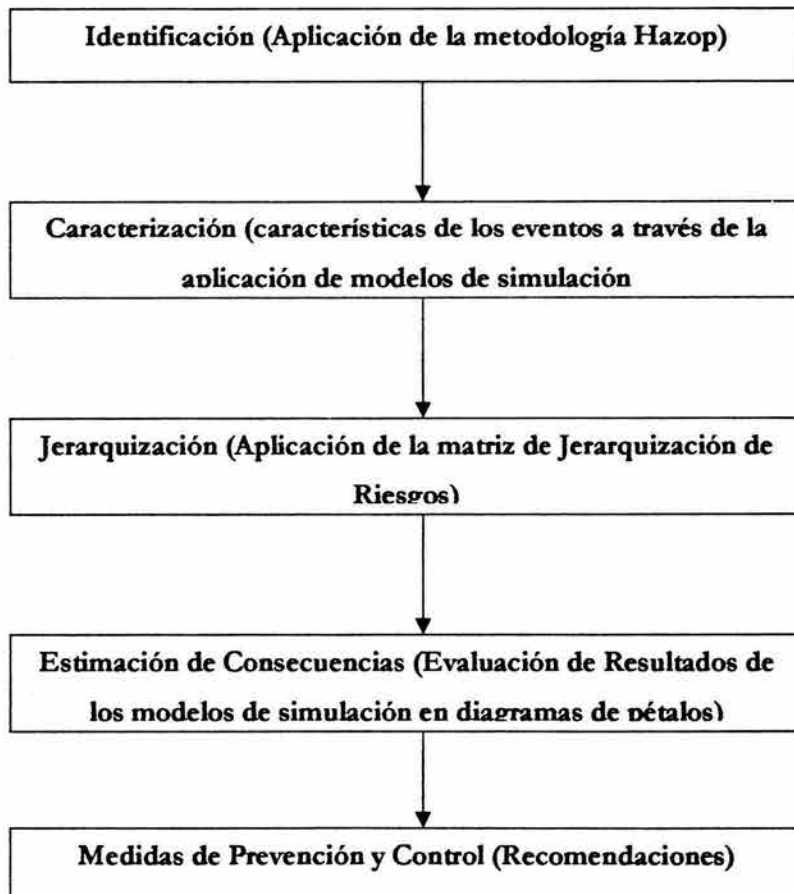 Identificación (Aplicación de la metodología Hazop)
Caracterización (características de los eventos a través de la
aplicación de modelos de simulación
Jerarquización (Aplicación de la matriz de Jerarquización de
Riesgos)
Estimación de Consecuencias (Evaluación de Resultados de
los modelos de simulación en diagramas de pétalos)
Medidas de Prevención y Control (Recomendaciones)